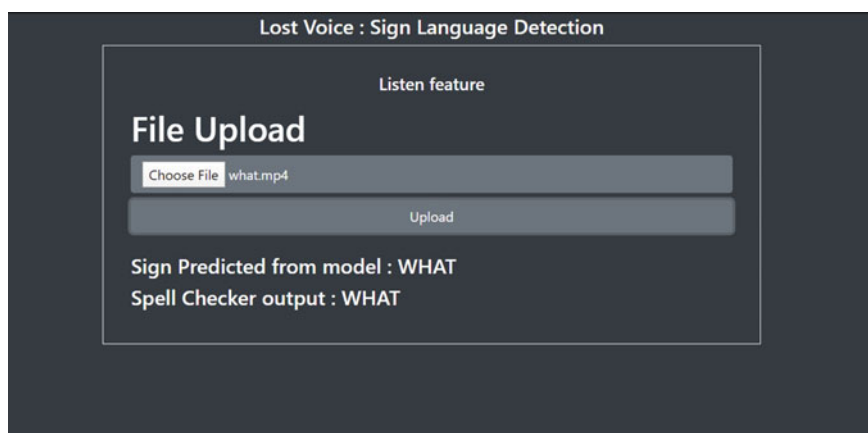 Lost Voice : Sign Language Detection
Listen feature
File Upload
Choose File what.mp4
Upload
Sign Predicted from model : WHAT
Spell Checker output : WHAT